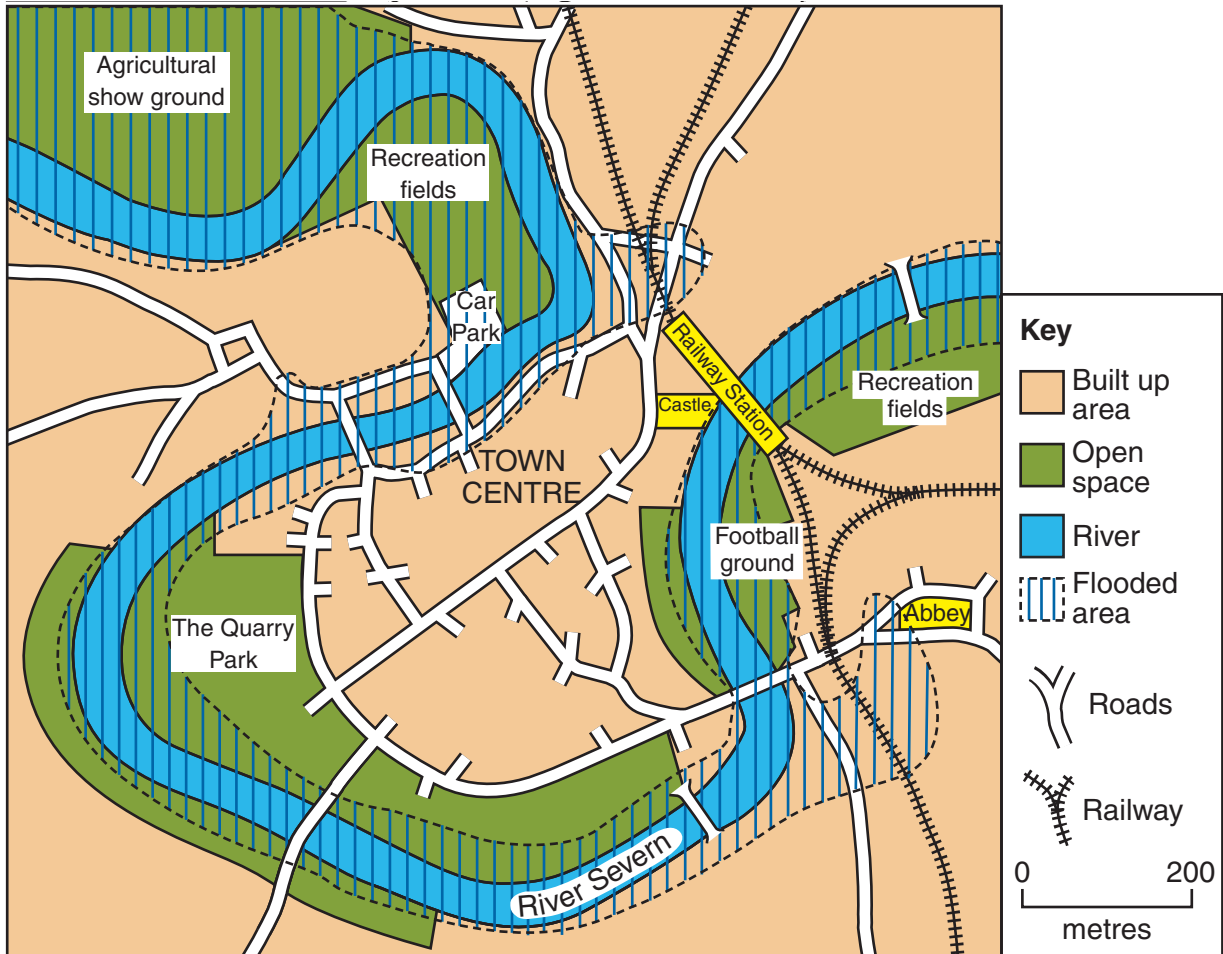 Agricultural
show ground
Recreation
fields
Car
Park
Railway Station
Castle
Recreation
fields
TOWN
CENTRE
Football
ground
Abbey
The Quarry
Park
River Severn
Key
Built up
area
Open
space
River
Flooded
area
Roads
Railway
0 200
metres